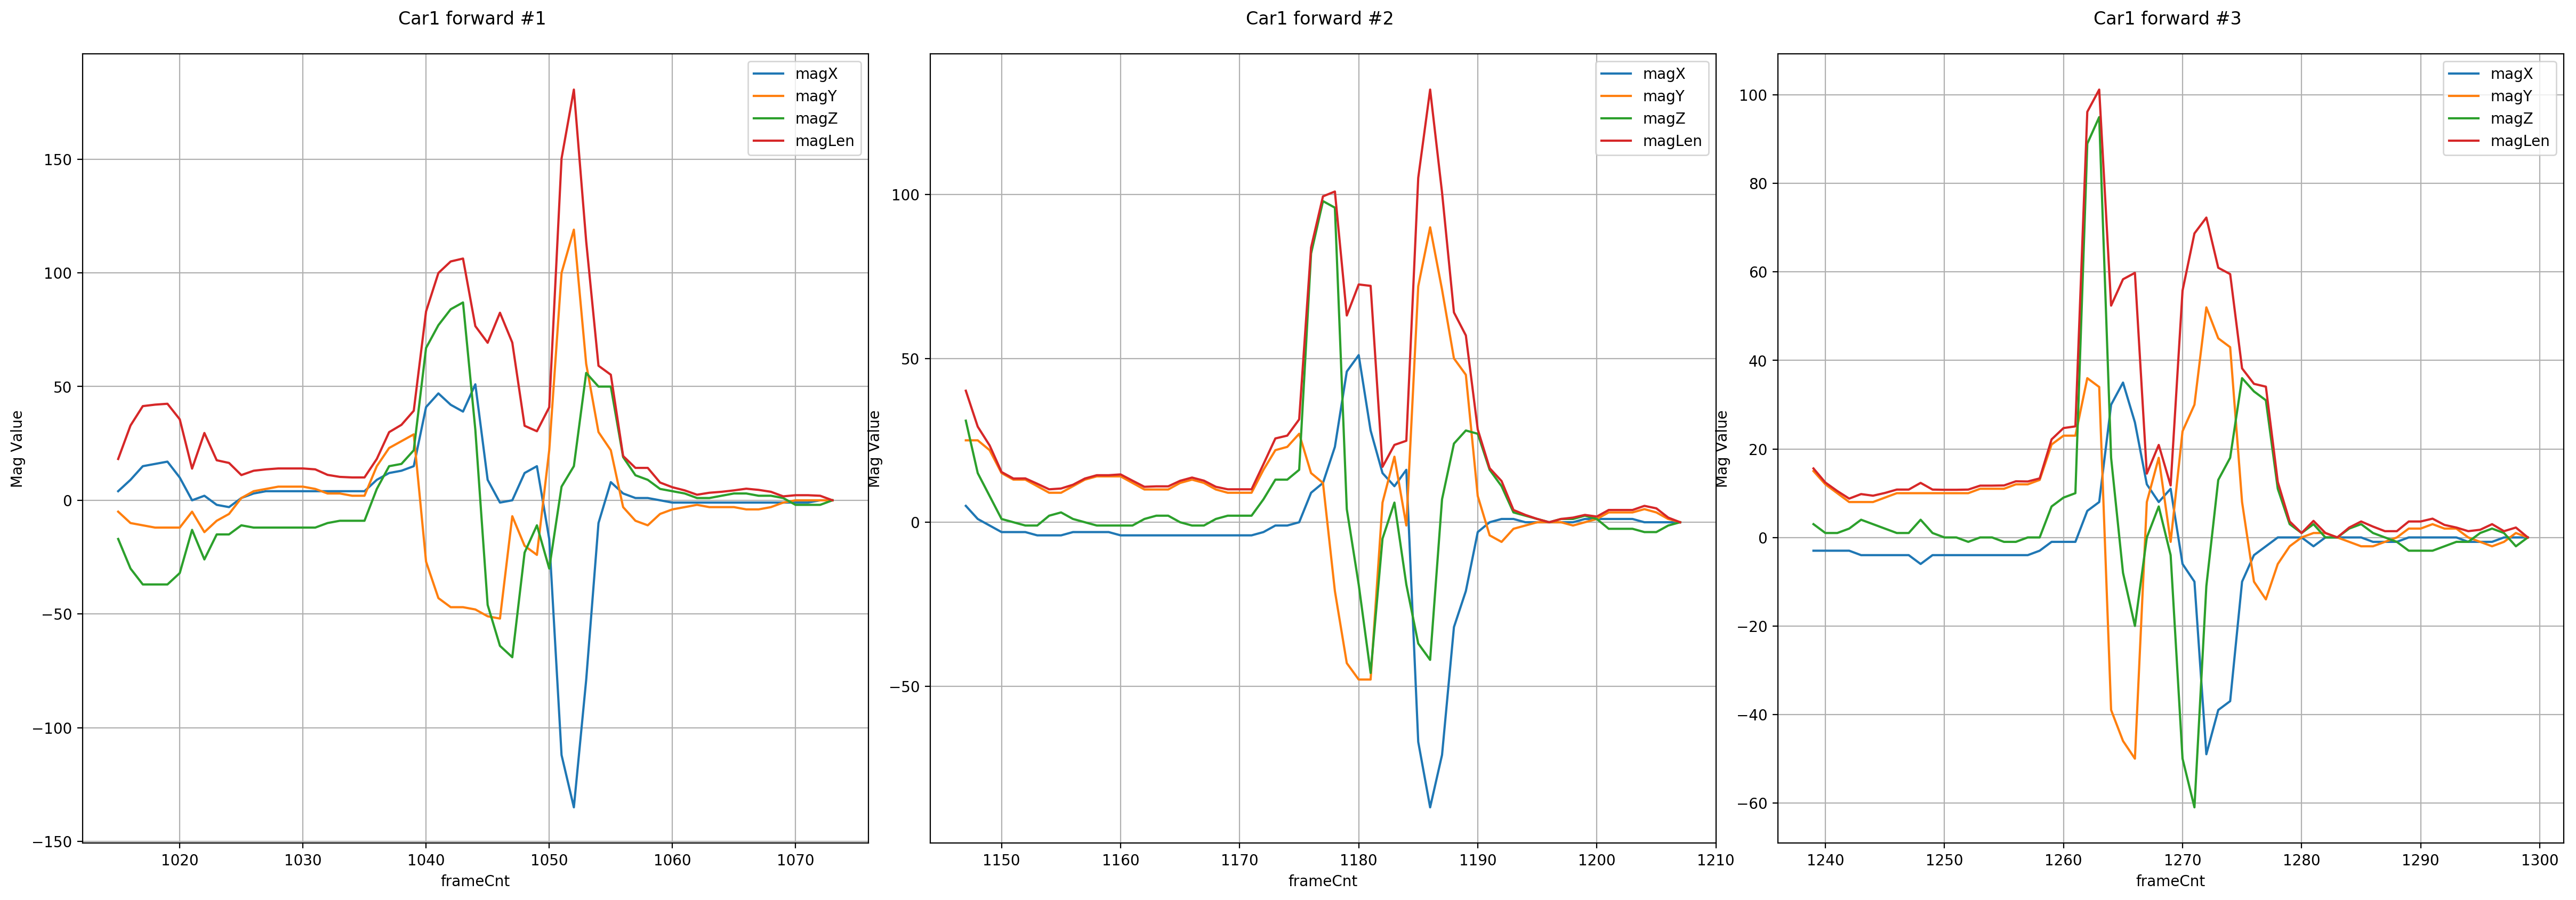 Car1 forward #1
Mag Value
150
100
50
0
−50
−100
−150
1020 1030 1040 1050 1060 1070
frameCnt
magX
magY
magZ
magLen
Car1 forward #2
Mag Value
100
50
0
−50
1150 1160 1170 1180 1190 1200 1210
frameCnt
magX
magY
magZ
magLen
Car1 forward #3
Mag Value
100
80
60
40
20
0
−20
−40
−60
1240 1250 1260 1270 1280 1290 1300
frameCnt
magX
magY
magZ
magLen